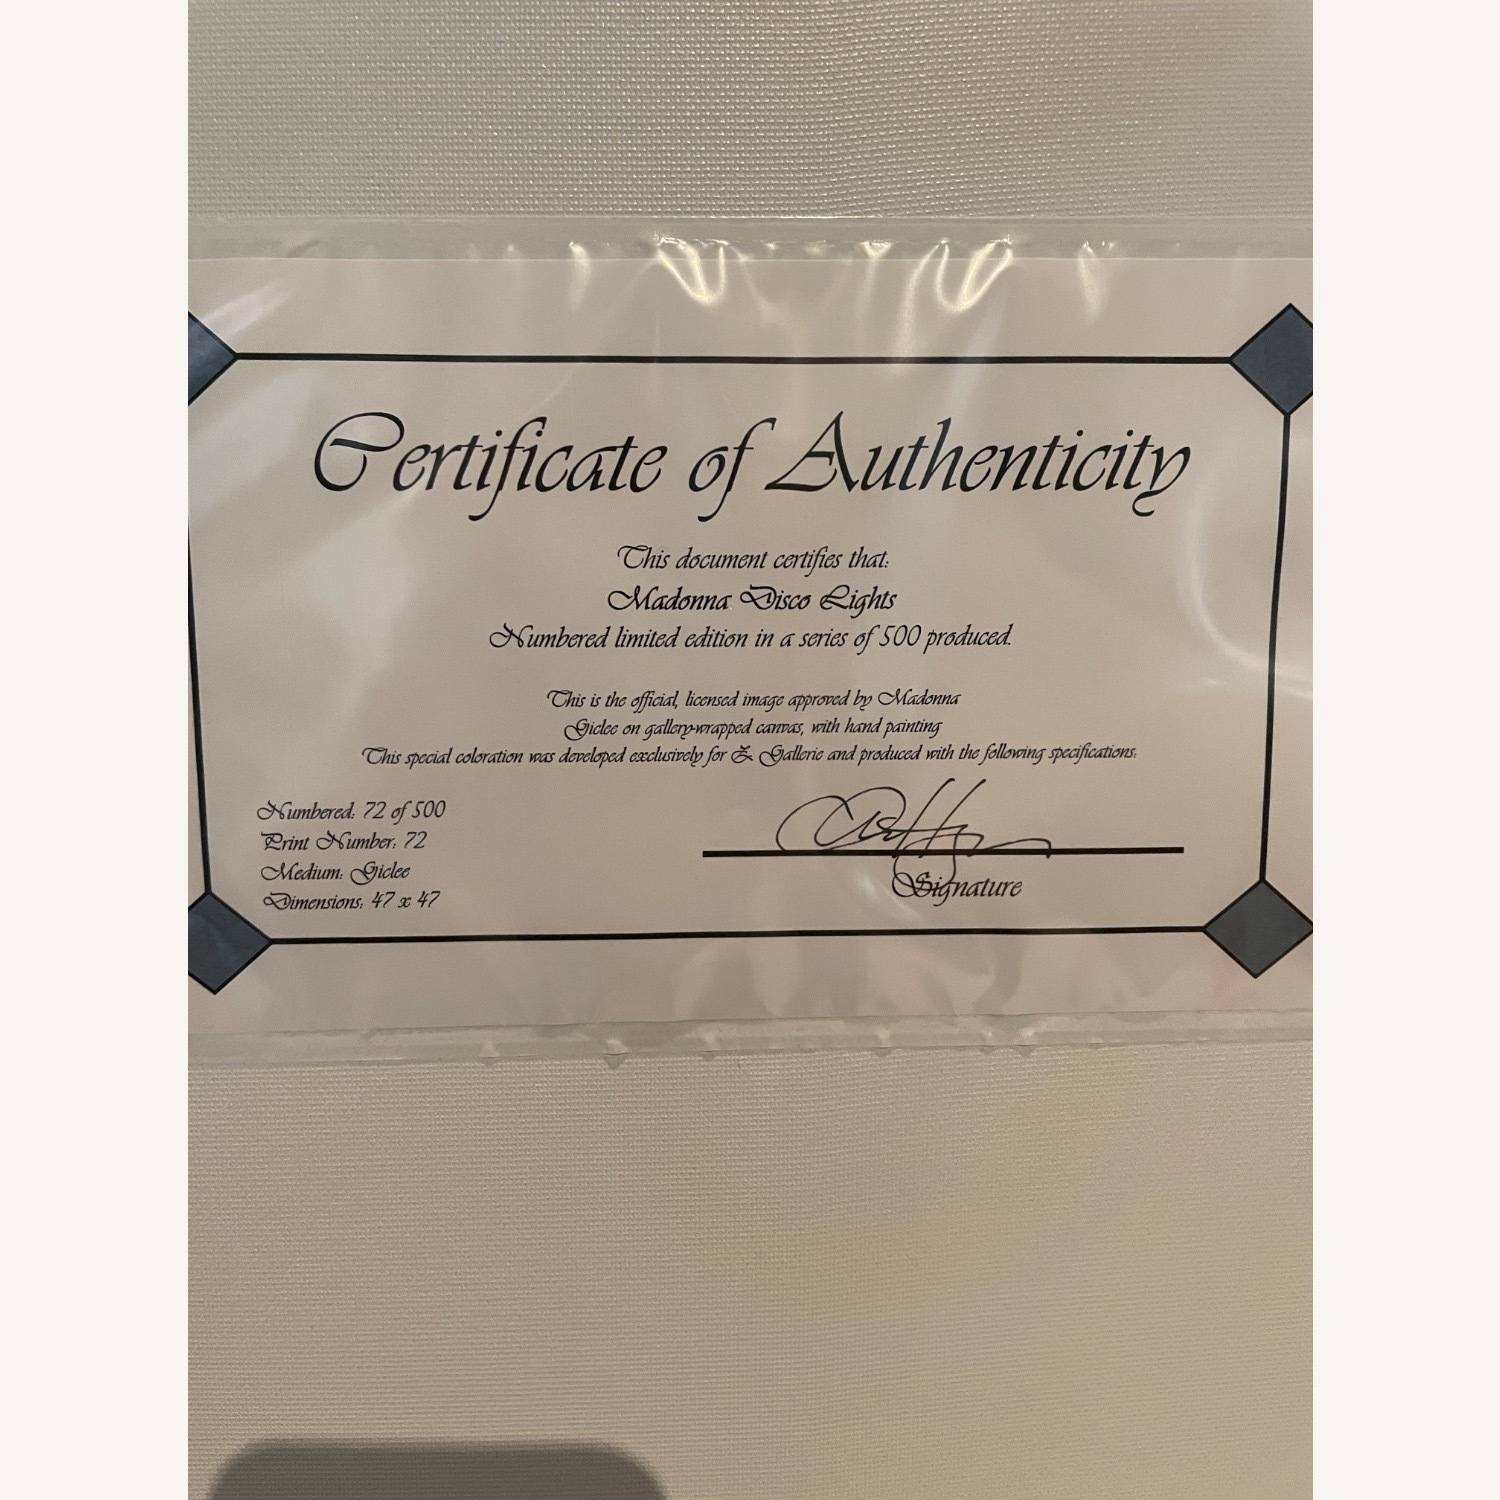 Certificate of Authenticity
This document certifies that:
Madonna Disco Lights
Numbered limited edition in a series of 500 produced.
This is the official, licensed image approved by Madonna
Giclee on gallery-wrapped canvas, with hand painting
This special coloration was developed exclusively for Z Gallerie and produced with the following specifications:
Numbered: 72 of 500
Print Number: 72
Medium: Giclee
Dimensions: 47 x 47
Signature